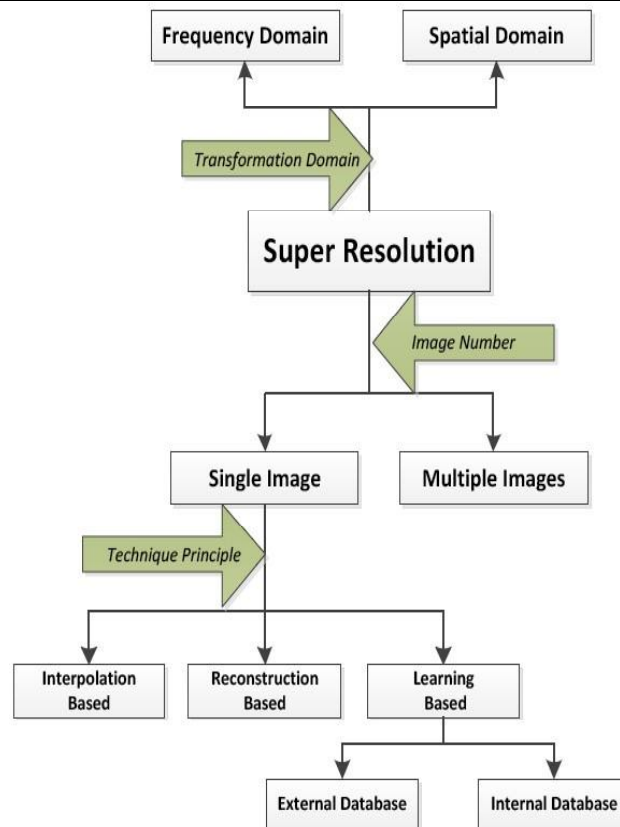 Frequency Domain
Spatial Domain
Transformation Domain
Super Resolution
Image Number
Single Image
Multiple Images
Technique Principle
Interpolation
Based
Reconstruction
Based
Learning
Based
External Database
Internal Database